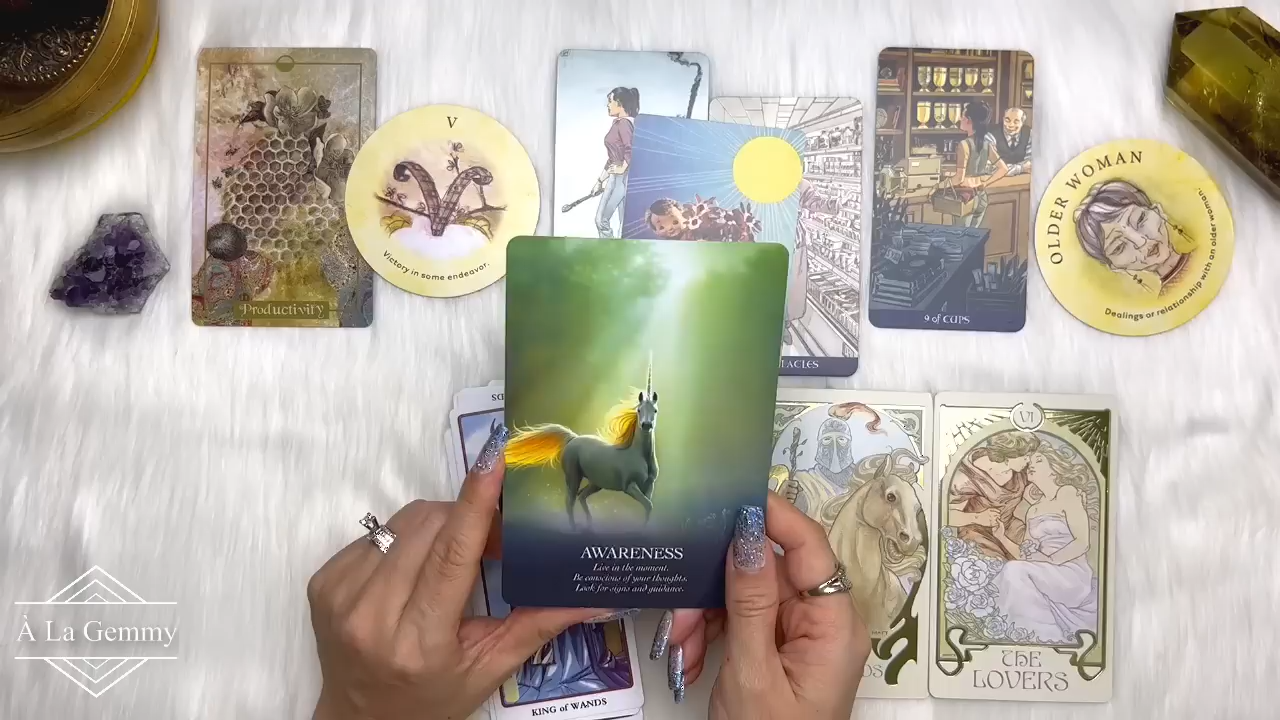 V
Victory in some endeavor.
Productivity
9 of CUPS
OLDER WOMAN
Dealings or relationship with an older woman.
AWARENESS
Live in the moment.
Be conscious of your thoughts.
Look for signs and guidance.
VI
THE
LOVERS
KING of WANDS
À La Gemmy